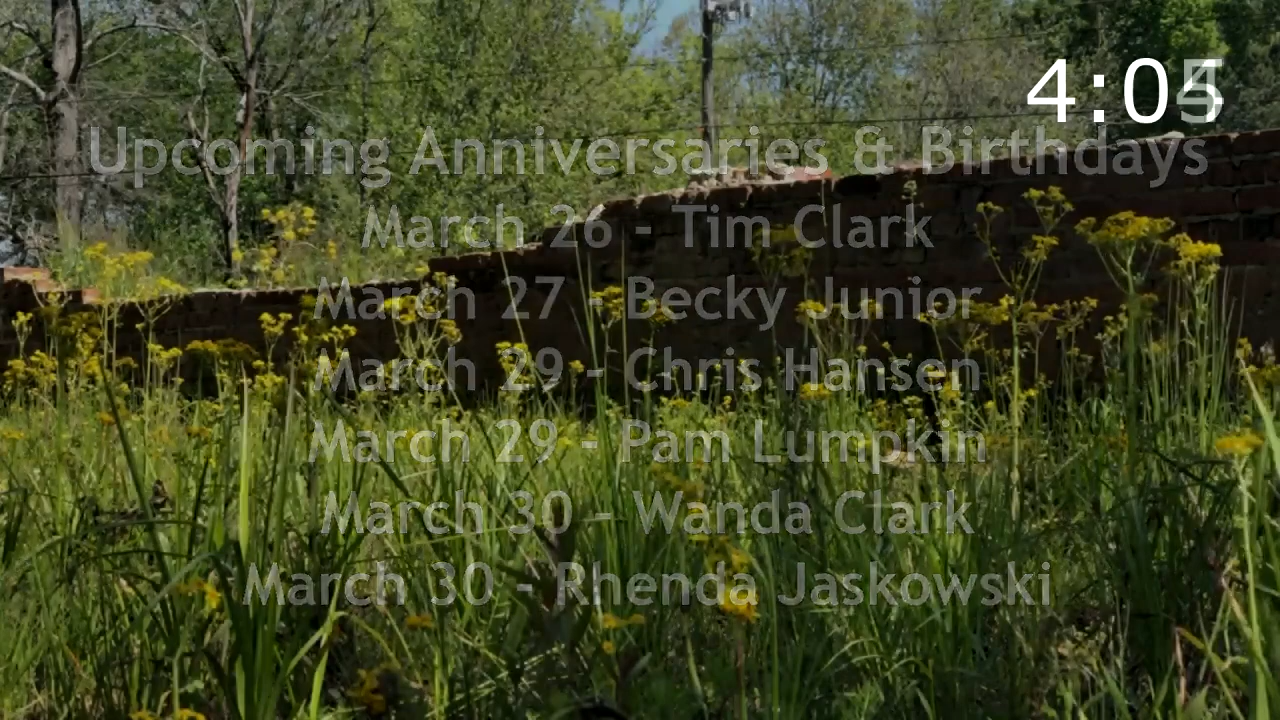 4:05
Upcoming Anniversaries & Birthdays
March 26 - Tim Clark
March 27 - Becky Junior
March 29 - Chris Hansen
March 29 - Pam Lumpkin
March 30 - Wanda Clark
March 30 - Rhenda Jaskowski